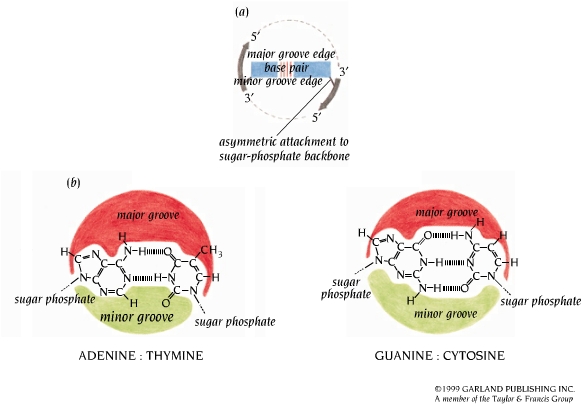 (a)
5′
major groove edge
base pair
minor groove edge
3′
3′
5′
asymmetric attachment to
sugar-phosphate backbone
(b)
major groove
H
N
H
N
H
O
CH3
N
N
N
H
N
H
N
H
O
sugar phosphate
minor groove
sugar phosphate
ADENINE : THYMINE
major groove
H
H
N
O
H
N
H
N
N
H
N
H
N
N
H
N
H
O
sugar
phosphate
minor groove
sugar phosphate
GUANINE : CYTOSINE
©1999 GARLAND PUBLISHING INC.
A member of the Taylor & Francis Group